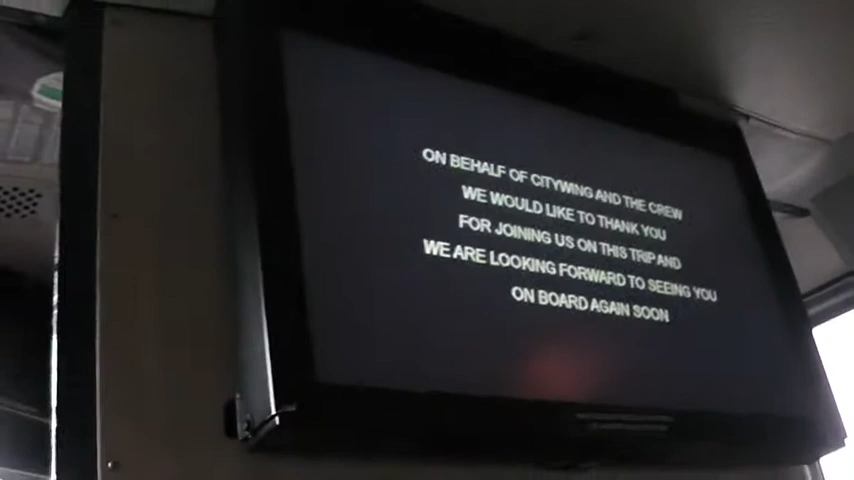 ON BEHALF OF CITYWING AND THE CREW
WE WOULD LIKE TO THANK YOU
FOR JOINING US ON THIS TRIP AND
WE ARE LOOKING FORWARD TO SEEING YOU
ON BOARD AGAIN SOON